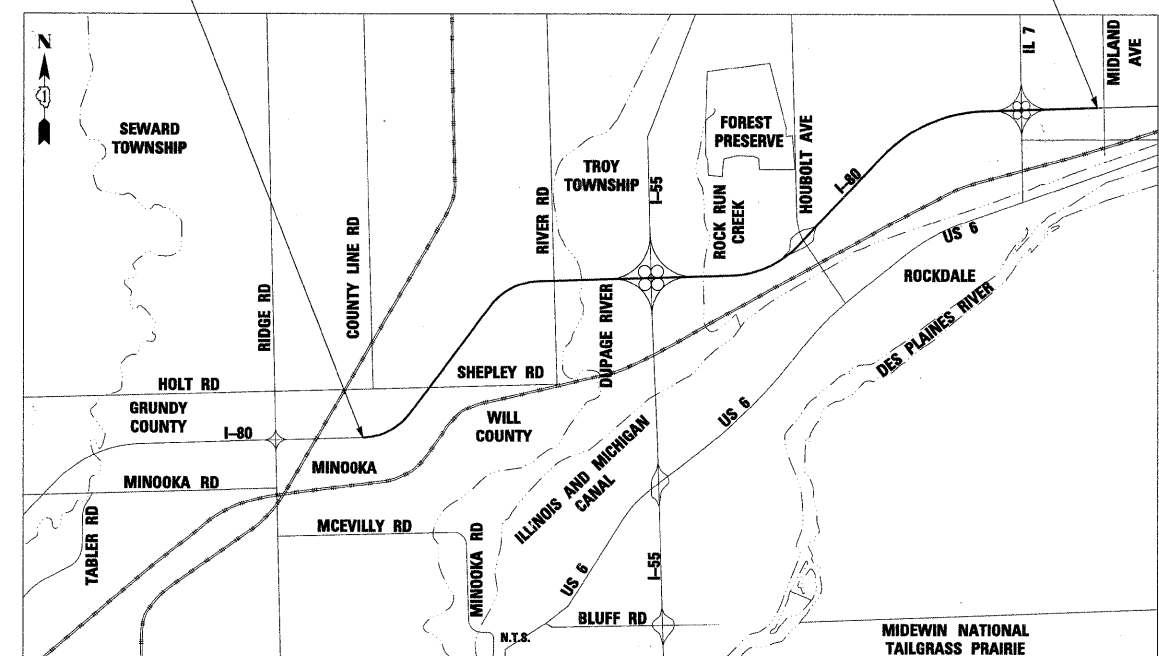 N
IL 7
MIDLAND
AVE
SEWARD
TOWNSHIP
FOREST
PRESERVE
HOUBOLT AVE
TROY
TOWNSHIP
I-55
I-80
RIVER RD
ROCK RUN
CREEK
COUNTY LINE RD
US 6
ROCKDALE
RIDGE RD
DUPAGE RIVER
DES PLAINES RIVER
SHEPLEY RD
HOLT RD
GRUNDY
COUNTY
I-80
WILL
COUNTY
US 6
MINOOKA
ILLINOIS AND MICHIGAN
CANAL
MINOOKA RD
TABLER RD
MCEVILLY RD
MINOOKA RD
US 6
I-55
BLUFF RD
N.T.S.
MIDEWIN NATIONAL
TAILGRASS PRAIRIE